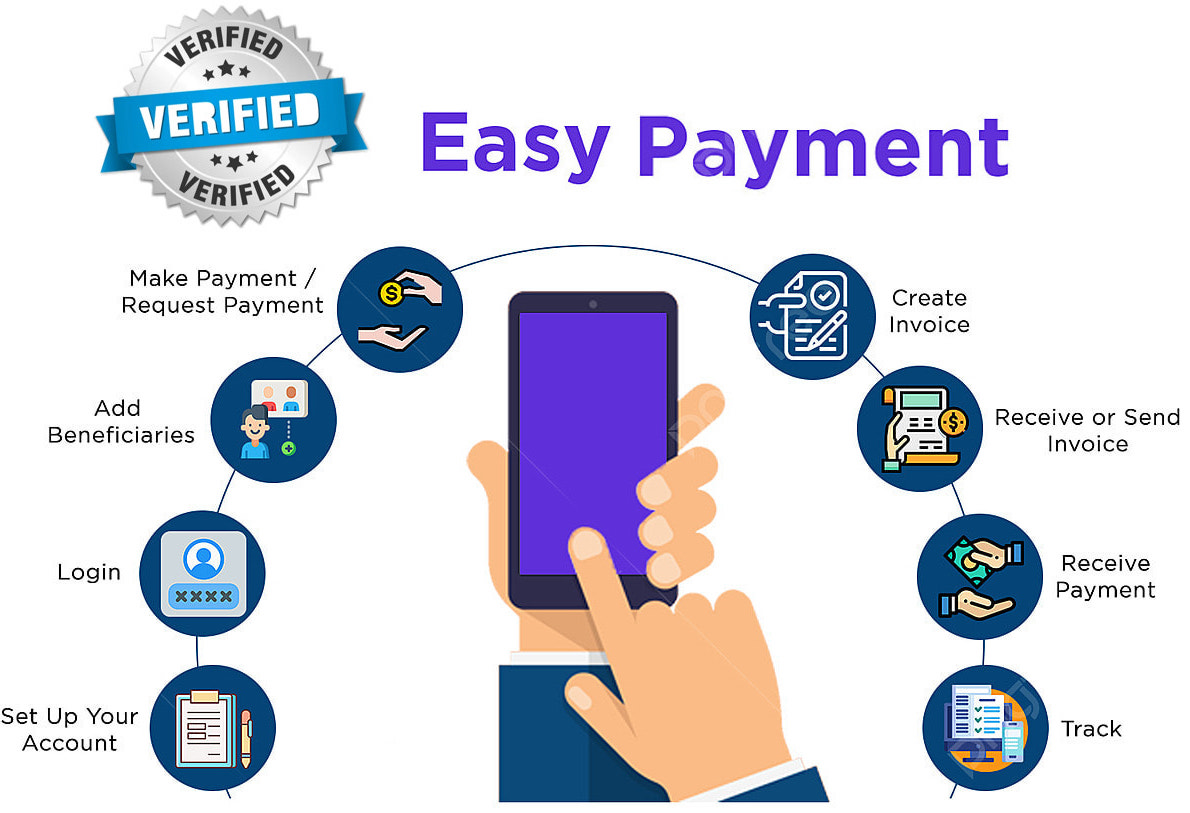 VERIFIED
VERIFIED
VERIFIED
Easy Payment
Make Payment /
Request Payment
Create
Invoice
Add
Beneficiaries
Receive or Send
Invoice
Login
XXXX
Receive
Payment
Set Up Your
Account
Track